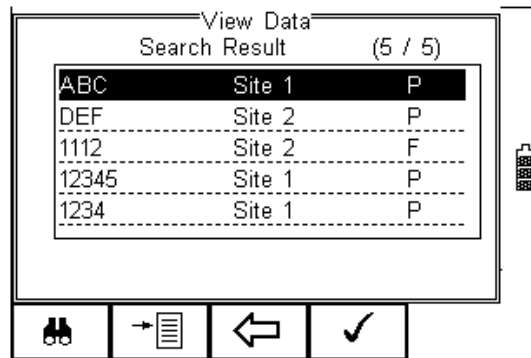 View Data
Search Result (5 / 5)
ABC Site 1 P
DEF Site 2 P
1112 Site 2 F
12345 Site 1 P
1234 Site 1 P